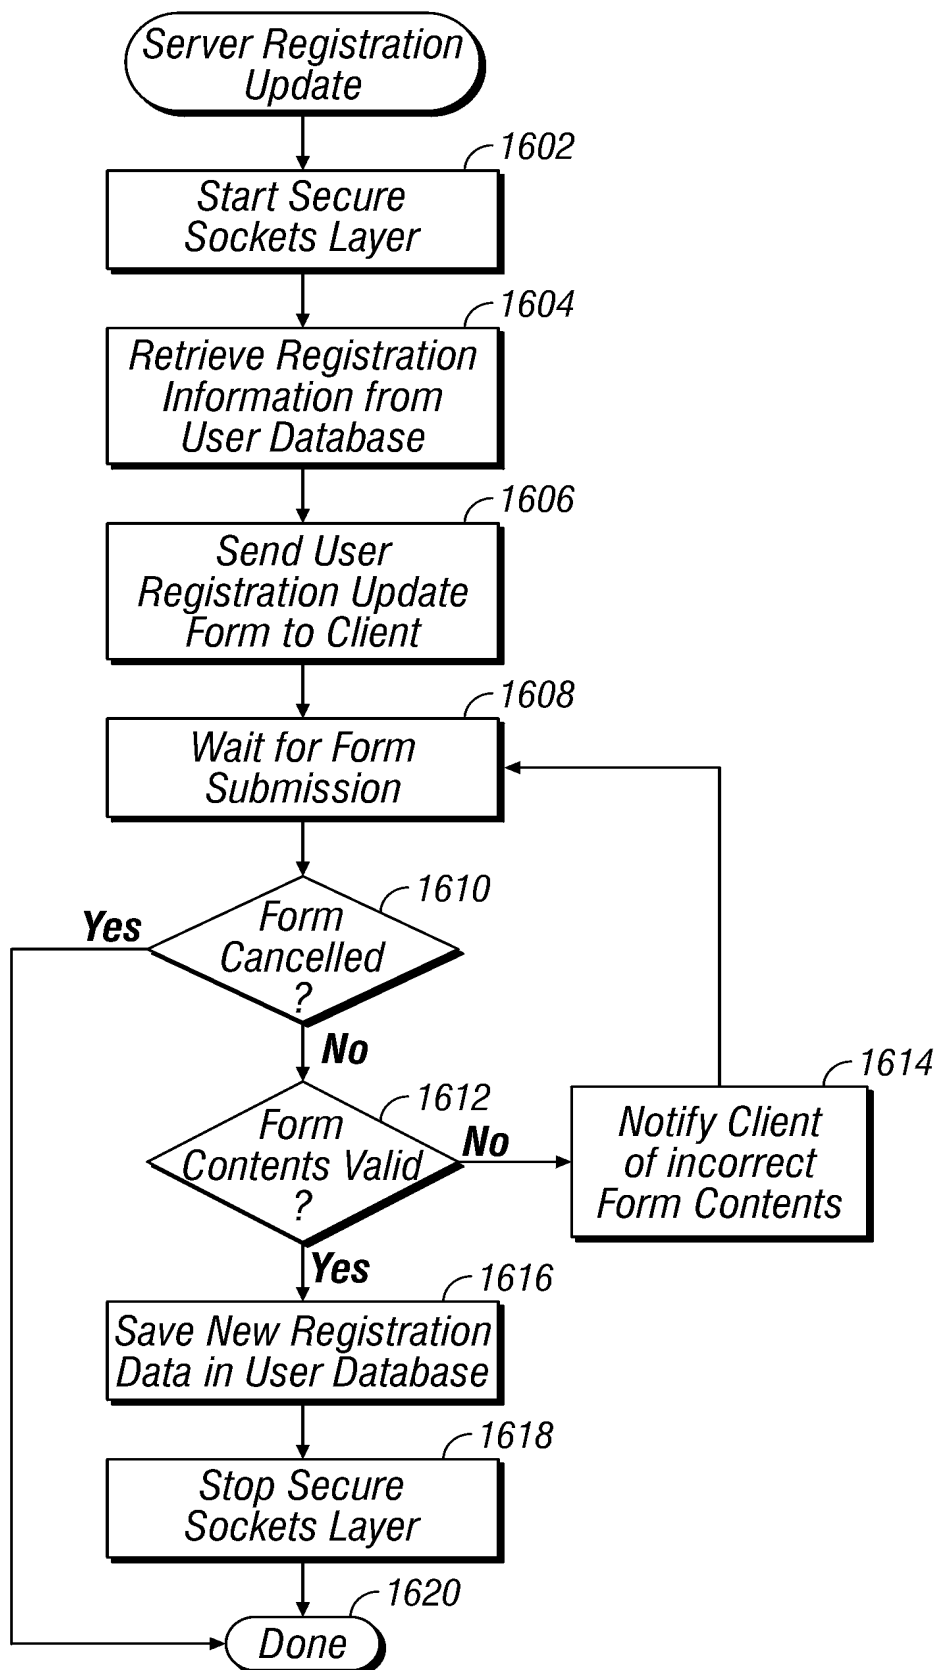 Server Registration
Update
1602
Start Secure
Sockets Layer
1604
Retrieve Registration
Information from
User Database
1606
Send User
Registration Update
Form to Client
1608
Wait for Form
Submission
1610
Form
Cancelled
?
Yes
No
1612
Form
Contents Valid
?
No
1614
Notify Client
of incorrect
Form Contents
Yes
1616
Save New Registration
Data in User Database
1618
Stop Secure
Sockets Layer
1620
Done